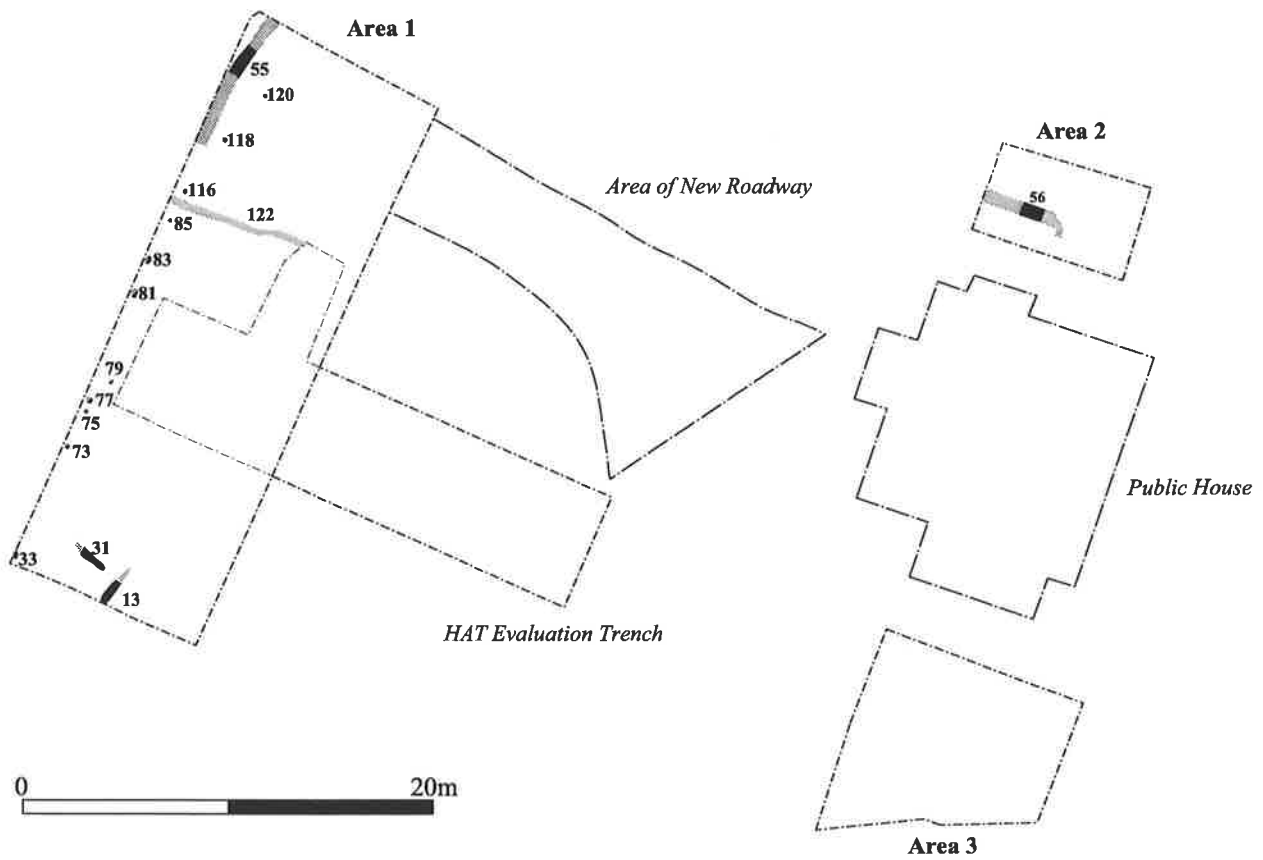 Area 1
55
120
118
Area 2
116
Area of New Roadway
56
85
122
83
81
79
77
75
73
Public House
31
33
13
HAT Evaluation Trench
0 20m
Area 3